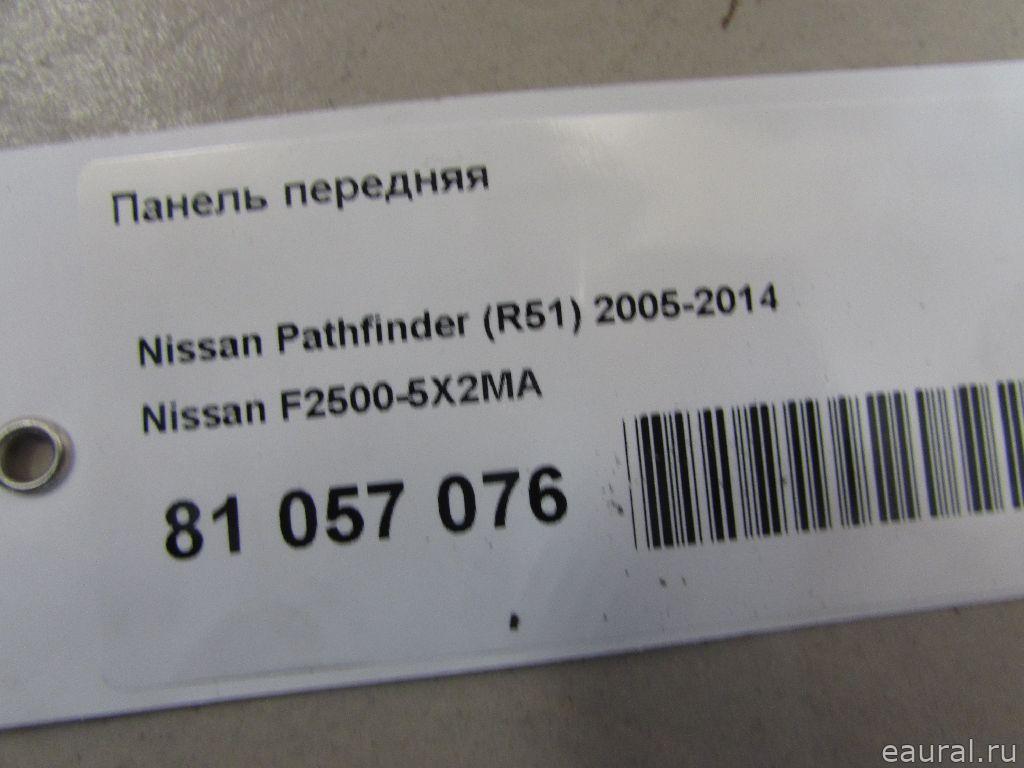 Панель передняя
Nissan Pathfinder (R51) 2005-2014
Nissan F2500-5X2MA
81 057 076
eaural.ru